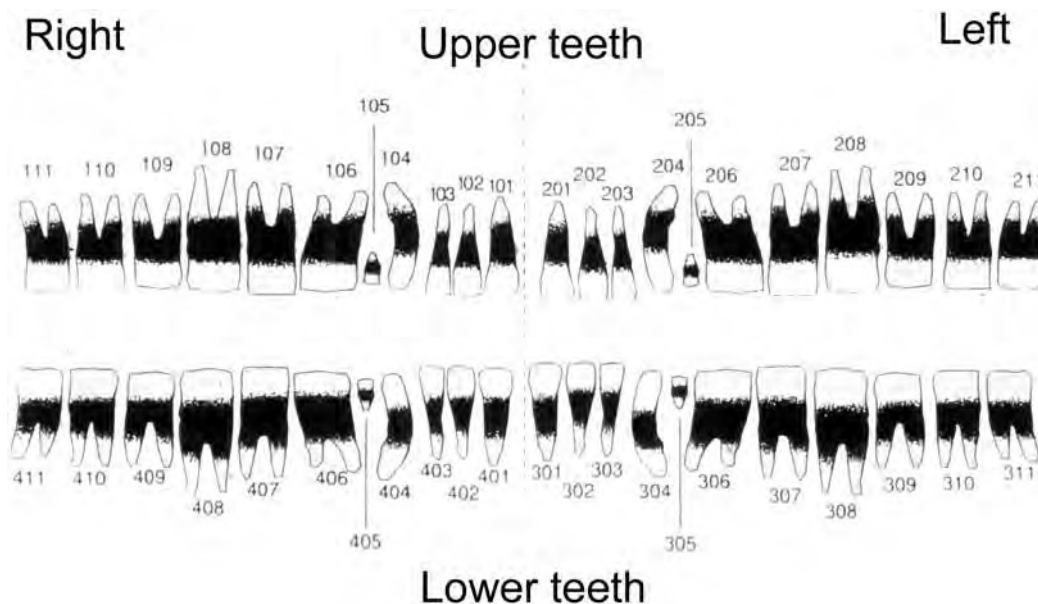 Right Upper teeth Left
105 205
111 110 109 108 107 106 104 103 102 101 201 202 203 204 206 207 208 209 210 211
411 410 409 408 407 406 404 403 402 401 301 302 303 304 306 307 308 309 310 311
405 305
Lower teeth